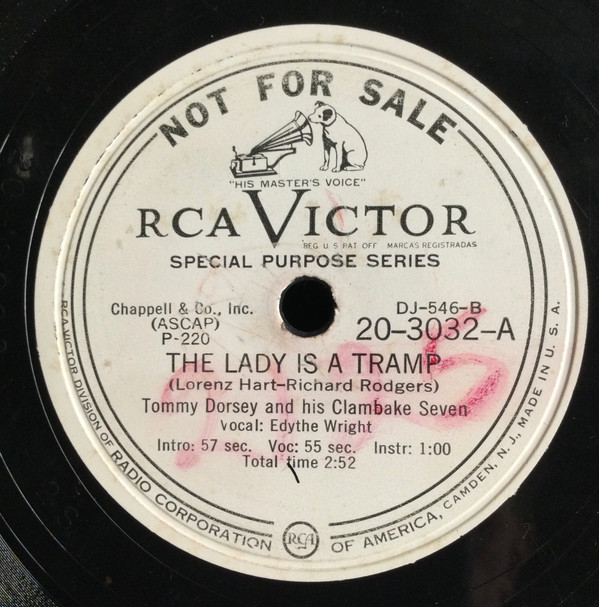 NOT FOR SALE
"HIS MASTER'S VOICE"
RCA VICTOR
REG U S PAT OFF MARCAS REGISTRADAS
SPECIAL PURPOSE SERIES
Chappell & Co., Inc.
(ASCAP)
P-220
DJ-546-B
20-3032-A
THE LADY IS A TRAMP
(Lorenz Hart-Richard Rodgers)
Tommy Dorsey and his Clambake Seven
vocal: Edythe Wright
Intro: 57 sec. Voc: 55 sec. Instr: 1:00
Total time 2:52
RCA VICTOR DIVISION OF RADIO CORPORATION OF AMERICA, CAMDEN, N. J., MADE IN U. S. A.
RCA